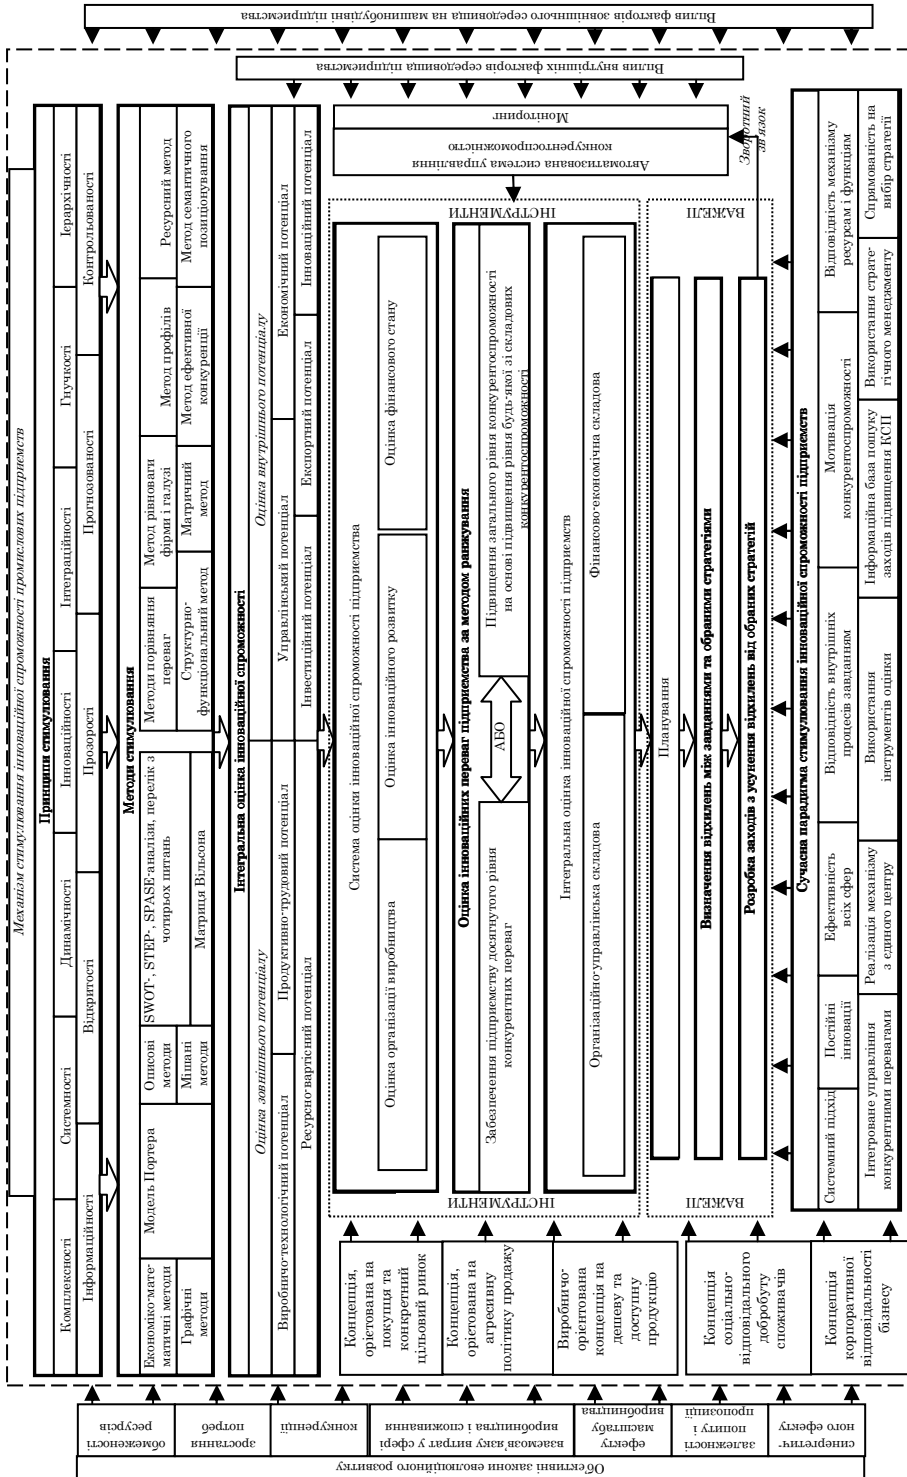 Вплив факторів зовнішнього середовища на машинобудівні підприємства
Вплив внутрішніх факторів середовища підприємства
Механізм стимулювання інноваційної спроможності промислових підприємств
Принципи стимулювання
Комплексності
Системності
Динамічності
Інноваційності
Інтеграційності
Гнучкості
Ієрархічності
Інформаційності
Відкритості
Прозорості
Прогнозованості
Контрольованості
Методи стимулювання
Економіко-мате-
матичні методи
Модель Портера
Описові
методи
SWOT-, STEP-, SPASE-аналізи, перелік з
чотирьох питань
Методи порівняння
переваг
Метод рівноваги
фірми і галузі
Метод профілів
Ресурсний метод
Графічні
методи
Мішані
методи
Матриця Вільсона
Структурно-
функціональний метод
Матричний
метод
Метод ефективної
конкуренції
Метод семантичного
позиціонування
Інтегральна оцінка інноваційної спроможності
Оцінка зовнішнього потенціалу
Оцінка внутрішнього потенціалу
Виробничо-технологічний потенціал
Продуктивно-трудовий потенціал
Управлінський потенціал
Економічний потенціал
Ресурсно-вартісний потенціал
Інвестиційний потенціал
Експортний потенціал
Інноваційний потенціал
Моніторинг
Автоматизована система управління
конкурентоспроможністю
Зворотний
зв'язок
ІНСТРУМЕНТИ
ІНСТРУМЕНТИ
Система оцінки інноваційної спроможності підприємства
Оцінка організації виробництва
Оцінка інноваційного розвитку
Оцінка фінансового стану
Оцінка інноваційних переваг підприємства за методом ранжування
Забезпечення підприємству досягнутого рівня
конкурентних переваг
АБО
Підвищення загального рівня конкурентоспроможності
на основі підвищення рівня будь-якої зі складових
конкурентоспроможності
Інтегральна оцінка інноваційної спроможності підприємств
Організаційно-управлінська складова
Фінансово-економічна складова
ВАЖЕЛІ
ВАЖЕЛІ
Планування
Визначення відхилень між завданнями та обраними стратегіями
Розробка заходів з усунення відхилень від обраних стратегій
Сучасна парадигма стимулювання інноваційної спроможності підприємств
Системний підхід
Постійні
інновації
Ефективність
всіх сфер
Відповідність внутрішніх
процесів завданням
Мотивація
конкурентоспроможності
Відповідність механізму
ресурсам і функціям
Інтегроване управління
конкурентними перевагами
Реалізація механізму
з єдиного центру
Використання
інструментів оцінки
Інформаційна база пошуку
заходів підвищення КСП
Використання страте-
гічного менеджменту
Спрямованість на
вибір стратегії
Концепція,
орієстована на
покупця та
конкретний
цільовий ринок
Концепція,
орієстована на
агресивну
політику продажу
Виробничо-
орієнтована
концепція на
дешеву та
доступну
продукцію
Концепція
соціально-
відповідального
добробуту
споживачів
Концепція
корпоративної
відповідальності
бізнесу
обмеженості
ресурсів
зростання
потреб
конкуренції
взаємозв'язку витрат у сфері
виробництва і споживання
ефекту
масштабу
виробництва
залежності
попиту і
пропозиції
синергетич-
ного ефекту
Об'єктивні закони еволюційного розвитку